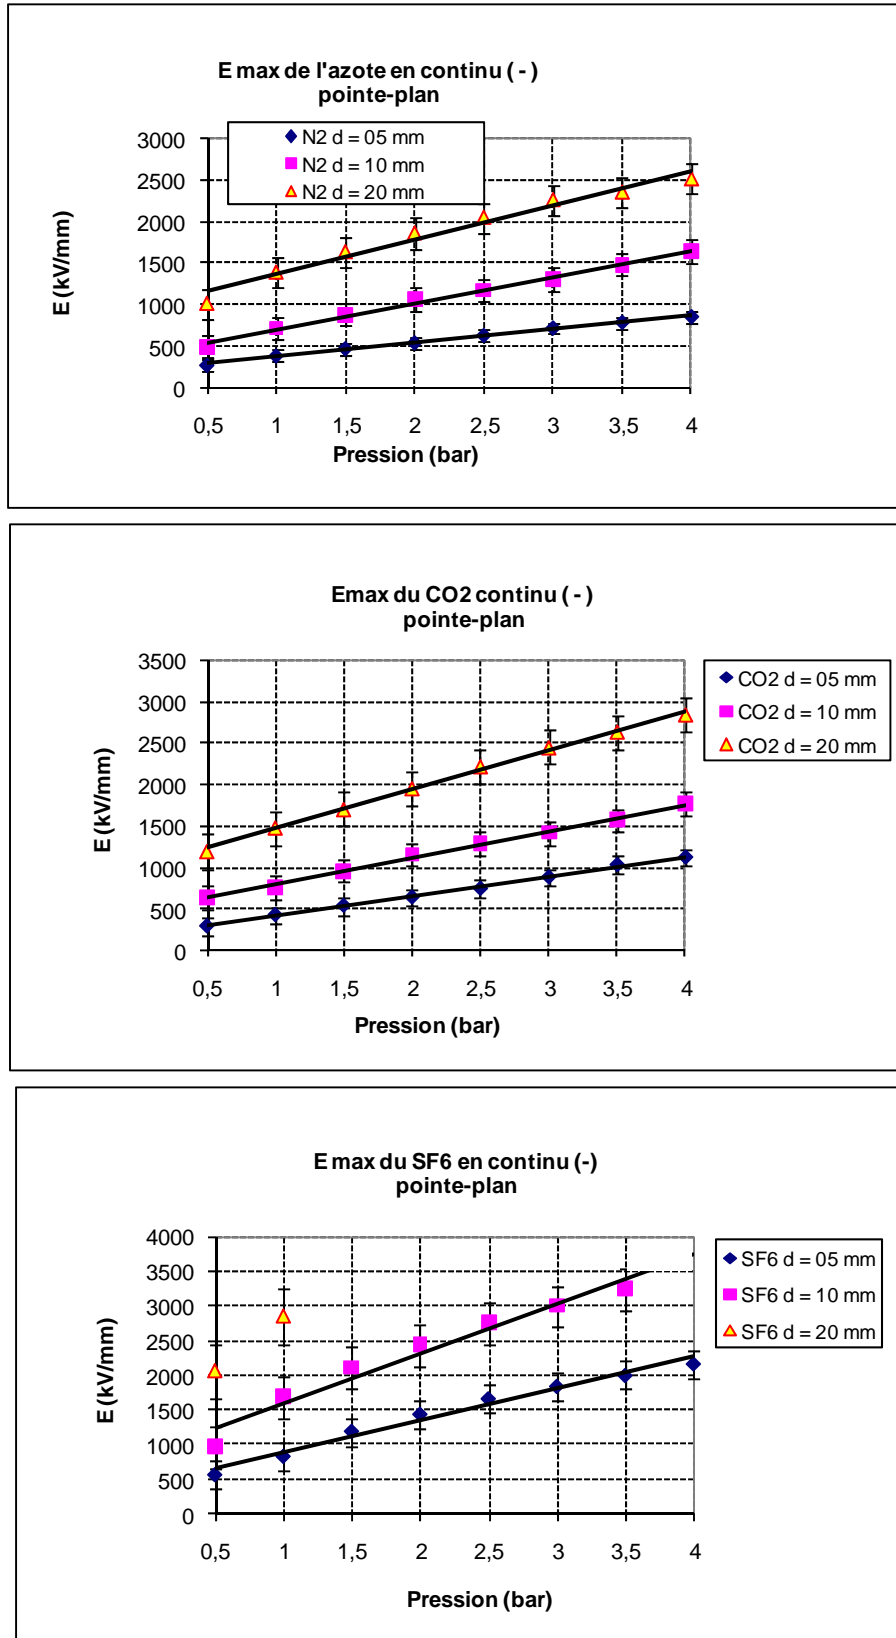 E max de l'azote en continu ( - )
pointe-plan
N2 d = 05 mm
N2 d = 10 mm
N2 d = 20 mm
3000
2500
2000
1500
1000
500
0
E (kV/mm)
0,5 1 1,5 2 2,5 3 3,5 4
Pression (bar)
Emax du CO2 continu ( - )
pointe-plan
3500
3000
2500
2000
1500
1000
500
0
E (kV/mm)
CO2 d = 05 mm
CO2 d = 10 mm
CO2 d = 20 mm
0,5 1 1,5 2 2,5 3 3,5 4
Pression (bar)
E max du SF6 en continu (-)
pointe-plan
4000
3500
3000
2500
2000
1500
1000
500
0
E (kV/mm)
SF6 d = 05 mm
SF6 d = 10 mm
SF6 d = 20 mm
0,5 1 1,5 2 2,5 3 3,5 4
Pression (bar)